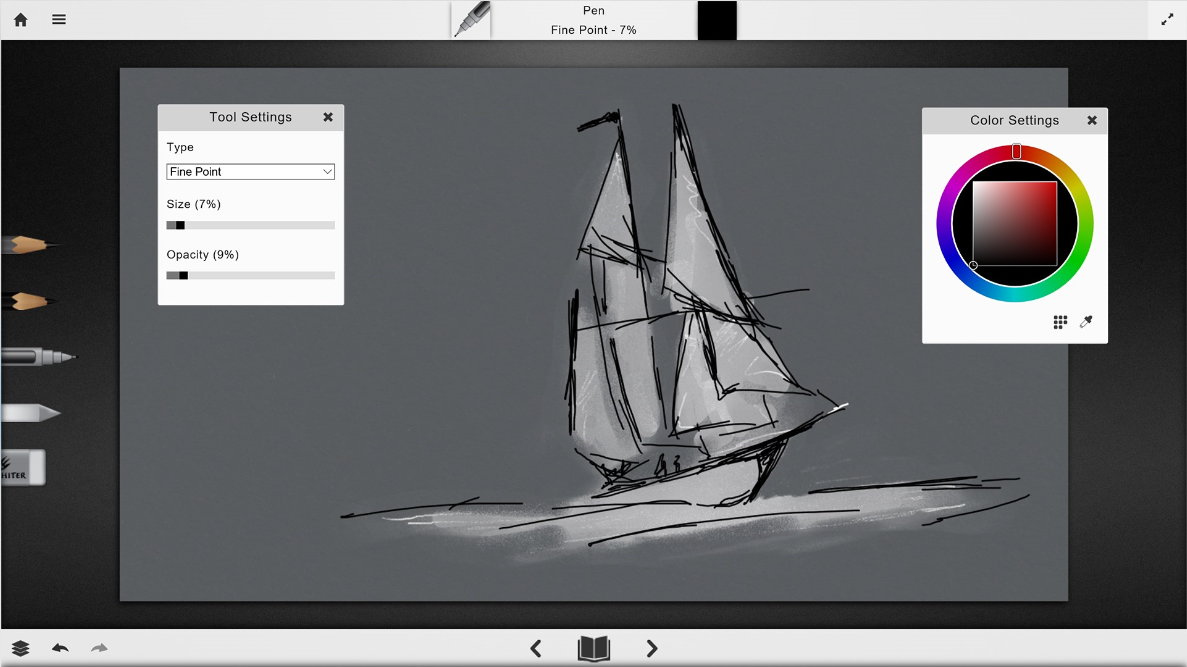 Pen
Fine Point - 7%
Tool Settings
Type
Fine Point
Size (7%)
Opacity (9%)
Color Settings
HITER